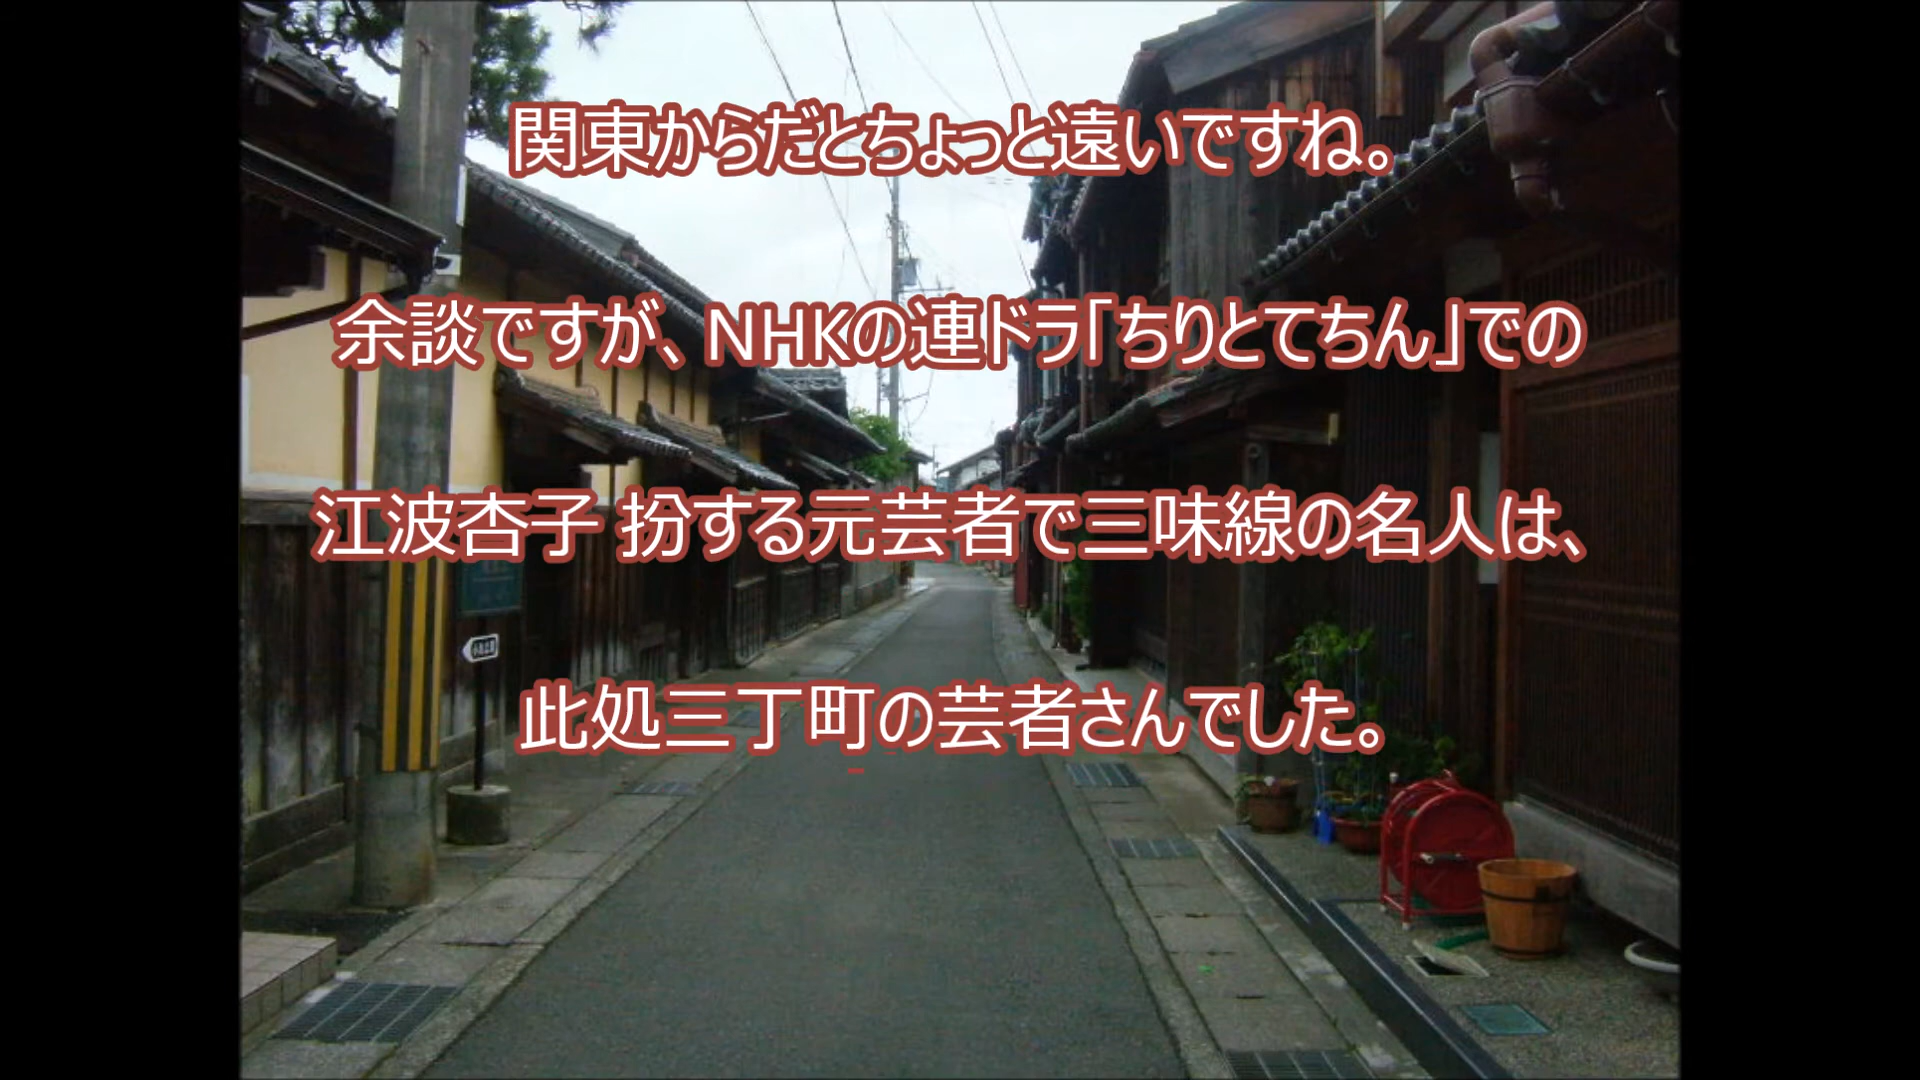 関東からだとちょっと遠いですね。
余談ですが、NHKの連ドラ「ちりとてちん」での
江波杏子 扮する元芸者で三味線の名人は、
此処三丁町の芸者さんでした。